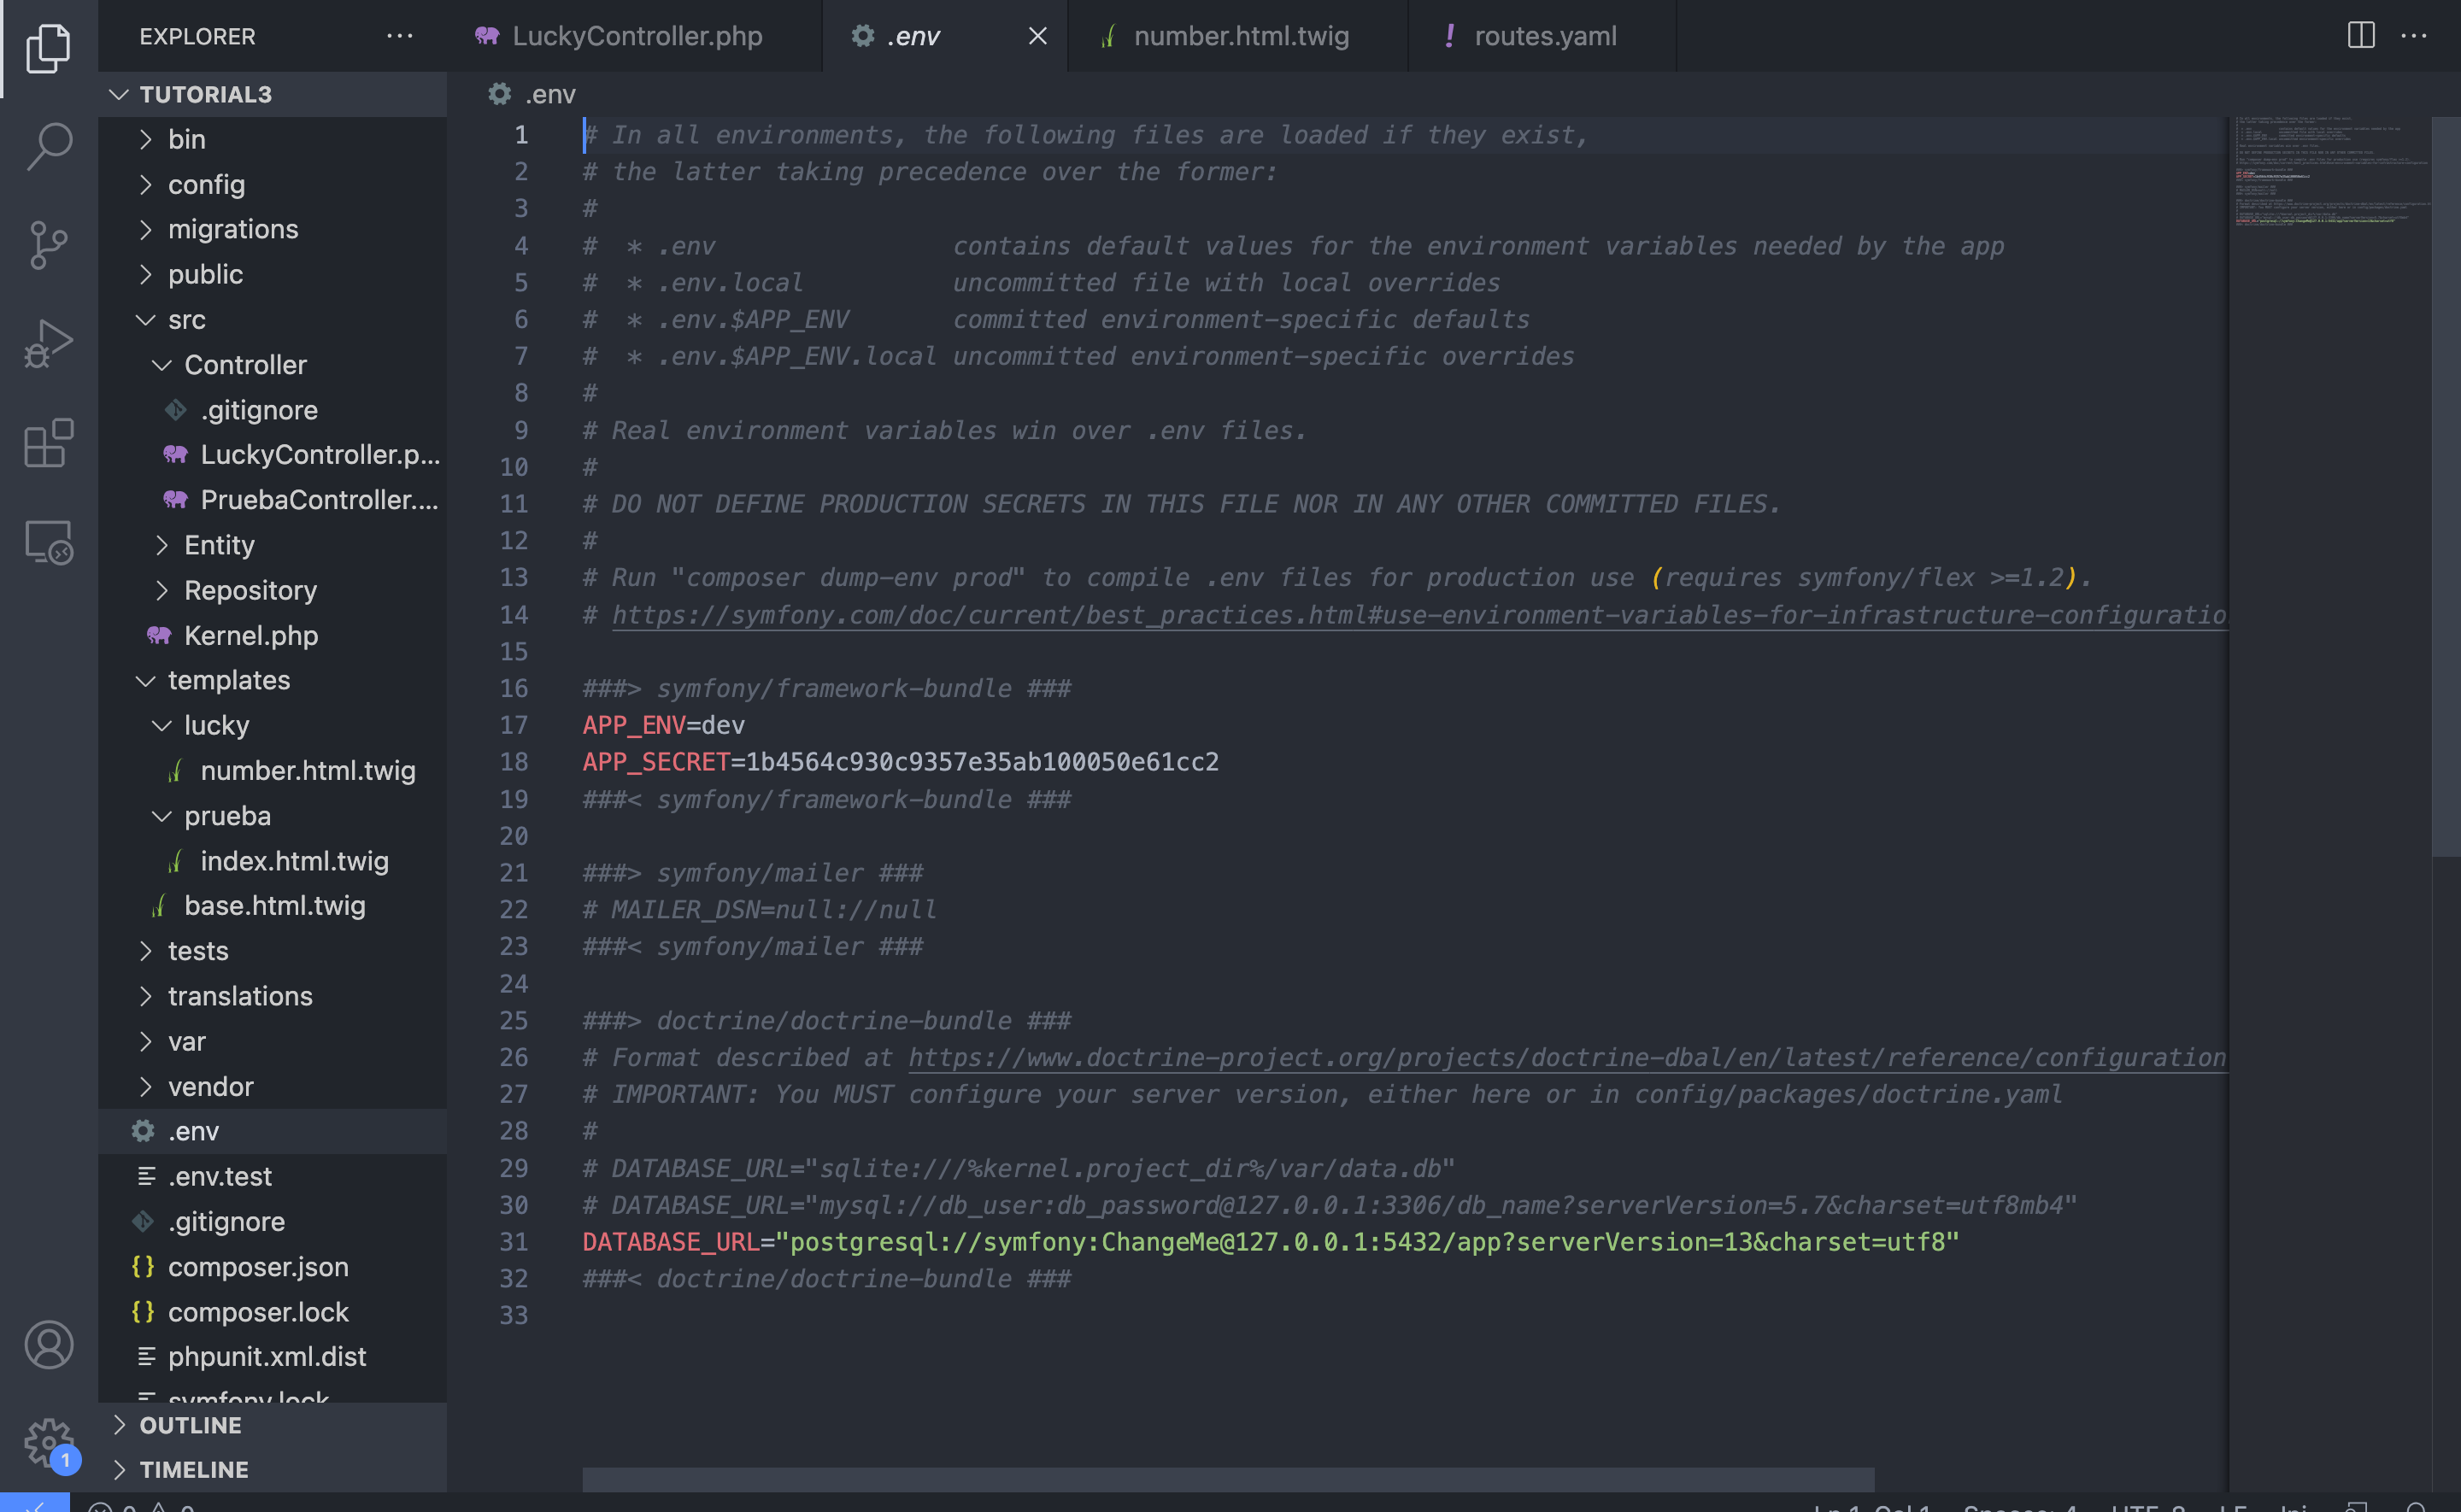 EXPLORER
LuckyController.php
.env
number.html.twig
! routes.yaml
TUTORIAL3
bin
config
migrations
public
src
Controller
.gitignore
LuckyController.p...
PruebaController....
Entity
Repository
Kernel.php
templates
lucky
number.html.twig
prueba
index.html.twig
base.html.twig
tests
translations
var
vendor
.env
.env.test
.gitignore
{} composer.json
{} composer.lock
phpunit.xml.dist
symfony.lock
OUTLINE
TIMELINE
1
.env
1 # In all environments, the following files are loaded if they exist,
2 # the latter taking precedence over the former:
3 #
4 #  * .env                contains default values for the environment variables needed by the app
5 #  * .env.local          uncommitted file with local overrides
6 #  * .env.$APP_ENV       committed environment-specific defaults
7 #  * .env.$APP_ENV.local uncommitted environment-specific overrides
8 #
9 # Real environment variables win over .env files.
10 #
11 # DO NOT DEFINE PRODUCTION SECRETS IN THIS FILE NOR IN ANY OTHER COMMITTED FILES.
12 #
13 # Run "composer dump-env prod" to compile .env files for production use (requires symfony/flex >=1.2).
14 # https://symfony.com/doc/current/best_practices.html#use-environment-variables-for-infrastructure-configuratio
15
16 ###> symfony/framework-bundle ###
17 APP_ENV=dev
18 APP_SECRET=1b4564c930c9357e35ab100050e61cc2
19 ###< symfony/framework-bundle ###
20
21 ###> symfony/mailer ###
22 # MAILER_DSN=null://null
23 ###< symfony/mailer ###
24
25 ###> doctrine/doctrine-bundle ###
26 # Format described at https://www.doctrine-project.org/projects/doctrine-dbal/en/latest/reference/configuration
27 # IMPORTANT: You MUST configure your server version, either here or in config/packages/doctrine.yaml
28 #
29 # DATABASE_URL="sqlite:///%kernel.project_dir%/var/data.db"
30 # DATABASE_URL="mysql://db_user:db_password@127.0.0.1:3306/db_name?serverVersion=5.7&charset=utf8mb4"
31 DATABASE_URL="postgresql://symfony:ChangeMe@127.0.0.1:5432/app?serverVersion=13&charset=utf8"
32 ###< doctrine/doctrine-bundle ###
33
0 0
Ln 1, Col 1 Spaces: 4 UTF-8 LF Ini